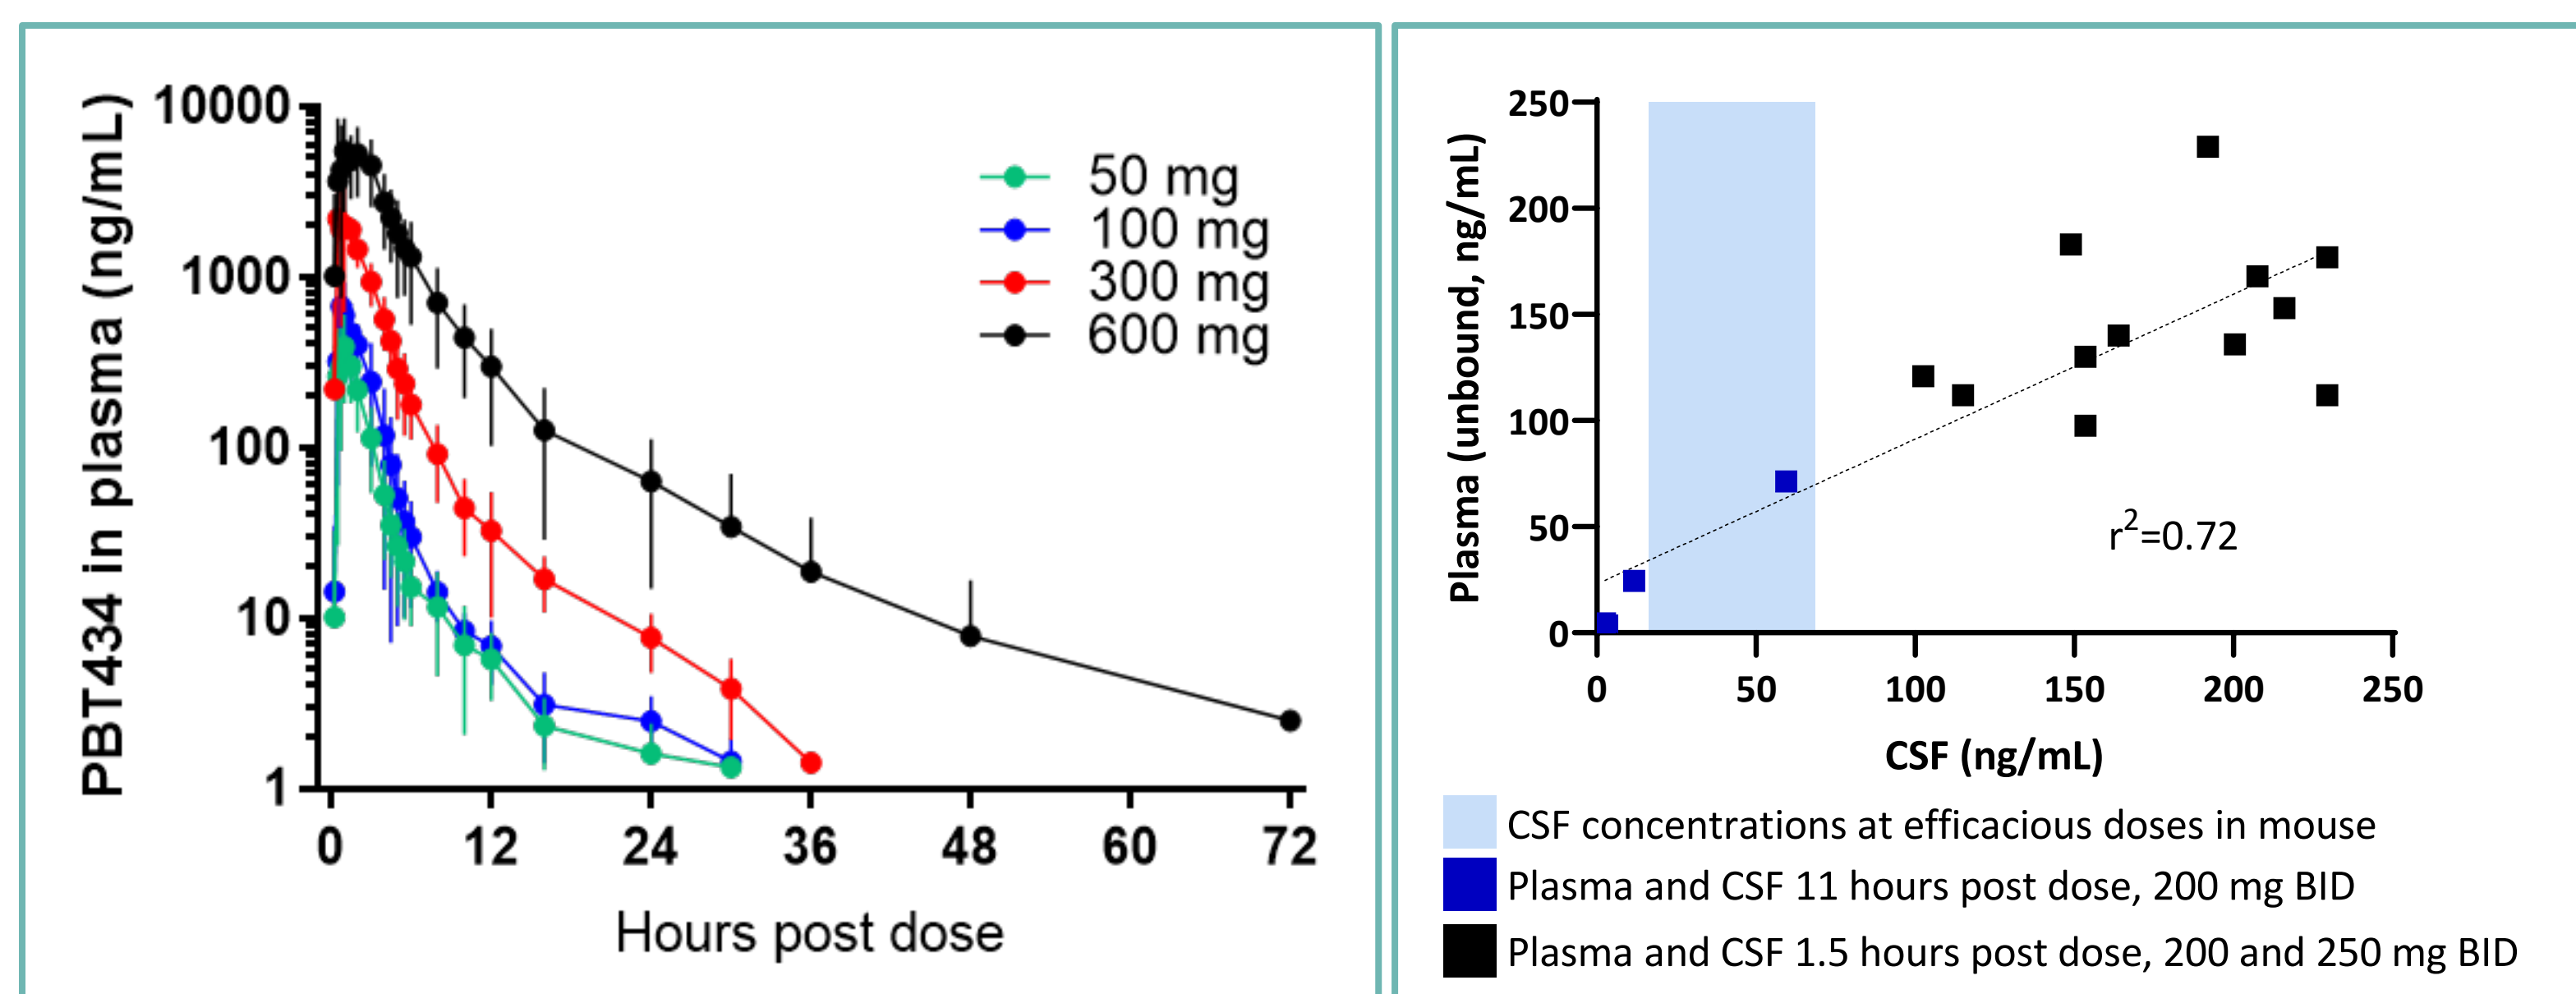 PBT434 in plasma (ng/mL)
10000
1000
100
10
1
50 mg
100 mg
300 mg
600 mg
0 12 24 36 48 60 72
Hours post dose
Plasma (unbound, ng/mL)
250
200
150
100
50
0
r²=0.72
0 50 100 150 200 250
CSF (ng/mL)
CSF concentrations at efficacious doses in mouse
Plasma and CSF 11 hours post dose, 200 mg BID
Plasma and CSF 1.5 hours post dose, 200 and 250 mg BID